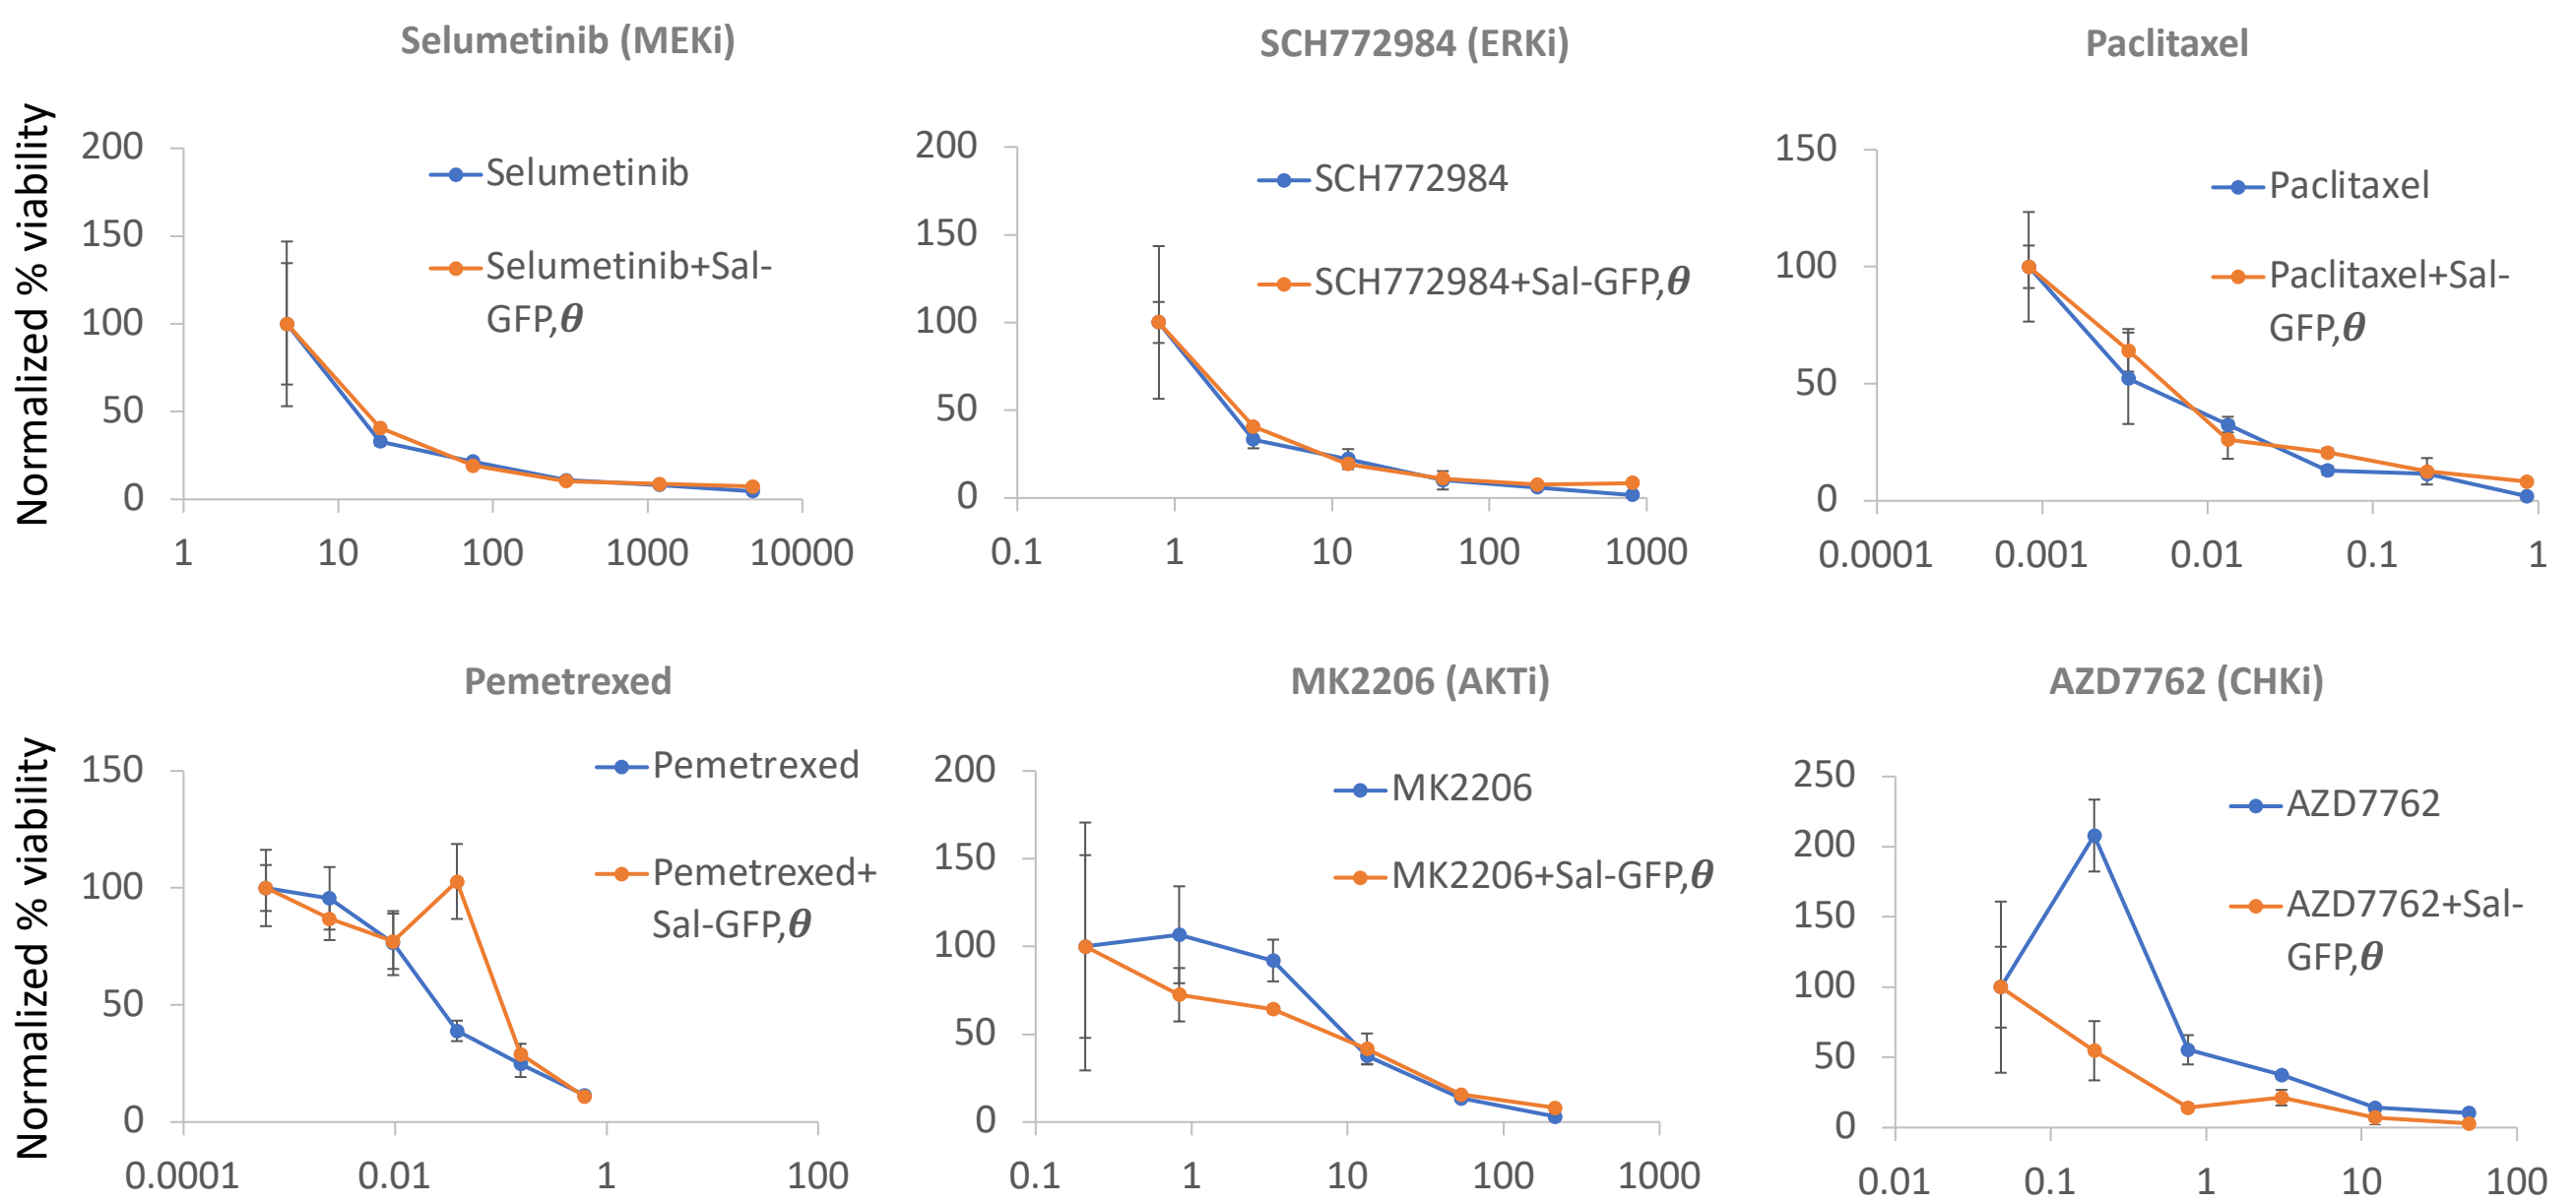 Selumetinib (MEKi)
Normalized % viability
200
150
100
50
0
1
10
100
1000
10000
Selumetinib
Selumetinib+Sal-
GFP,θ
SCH772984 (ERKi)
200
150
100
50
0
0.1
1
10
100
1000
SCH772984
SCH772984+Sal-GFP,θ
Paclitaxel
150
100
50
0
0.0001
0.001
0.01
0.1
1
Paclitaxel
Paclitaxel+Sal-
GFP,θ
Pemetrexed
Normalized % viability
150
100
50
0
0.0001
0.01
1
100
Pemetrexed
Pemetrexed+
Sal-GFP,θ
MK2206 (AKTi)
200
150
100
50
0
0.1
1
10
100
1000
MK2206
MK2206+Sal-GFP,θ
AZD7762 (CHKi)
250
200
150
100
50
0
0.01
0.1
1
10
100
AZD7762
AZD7762+Sal-
GFP,θ